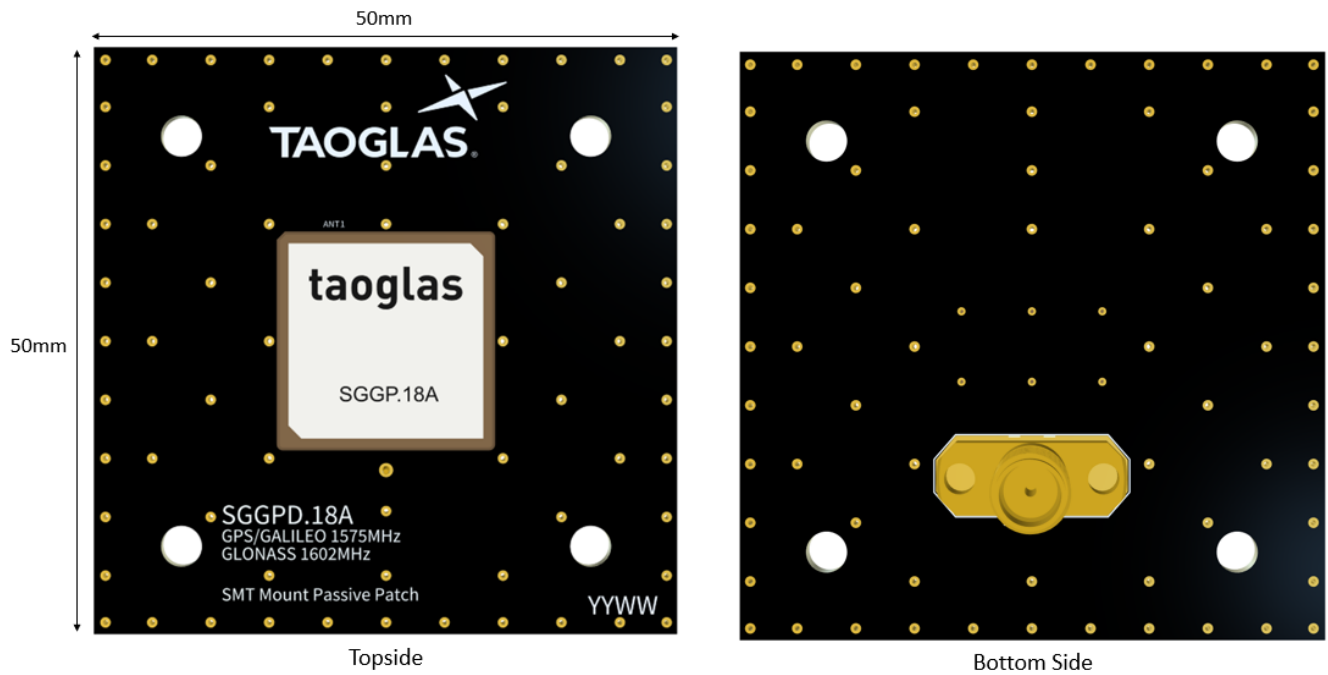 50mm
50mm
TAOGLAS®
ANT1
taoglas
SGGP.18A
SGGPD.18A
GPS/GALILEO 1575MHz
GLONASS 1602MHz
SMT Mount Passive Patch
YYWW
Topside
Bottom Side